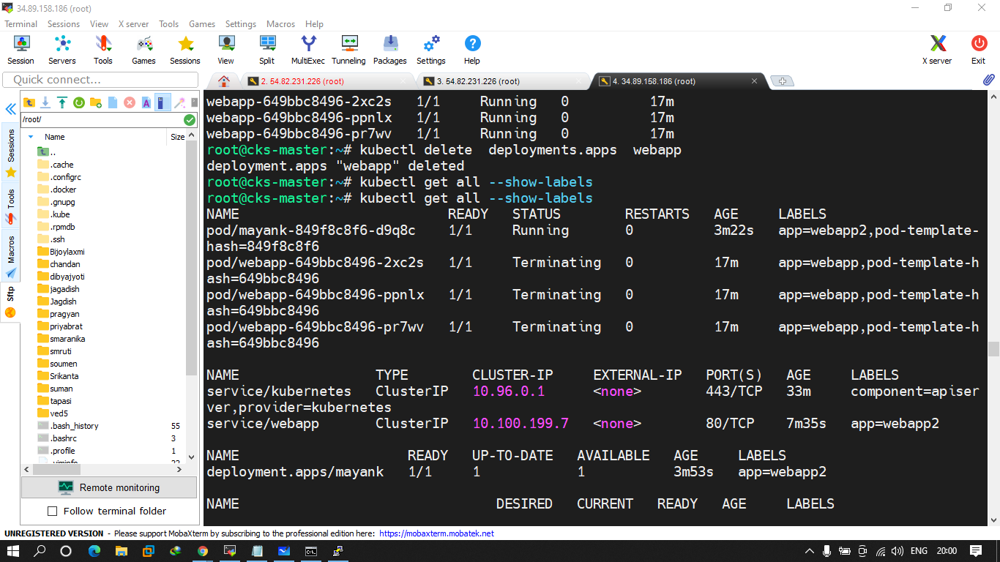 34.89.158.186 (root)
Terminal Sessions View X server Tools Games Settings Macros Help
Session Servers Tools Games Sessions View Split MultiExec Tunneling Packages Settings Help X server Exit
Quick connect...
2. 54.82.231.226 (root)
3. 54.82.231.226 (root)
4. 34.89.158.186 (root)
Sessions
Tools
Macros
Sftp
/root/
Name Size
..
.cache
.configrc
.docker
.gnupg
.kube
.rpmdb
.ssh
Bijoylaxmi
chandan
dibyajyoti
jagadish
Jagdish
pragyan
priyabrat
smaranika
smruti
soumen
Srikanta
suman
tapasi
ved5
.bash_history 55
.bashrc 3
.profile 1
.viminfo 22
Remote monitoring
Follow terminal folder
webapp-649bbc8496-2xc2s 1/1 Running 0 17m
webapp-649bbc8496-ppnlx 1/1 Running 0 17m
webapp-649bbc8496-pr7wv 1/1 Running 0 17m
root@cks-master:~# kubectl delete deployments.apps webapp
deployment.apps "webapp" deleted
root@cks-master:~# kubectl get all --show-labels
root@cks-master:~# kubectl get all --show-labels
NAME READY STATUS RESTARTS AGE LABELS
pod/mayank-849f8c8f6-d9q8c 1/1 Running 0 3m22s app=webapp2,pod-template-
hash=849f8c8f6
pod/webapp-649bbc8496-2xc2s 1/1 Terminating 0 17m app=webapp,pod-template-h
ash=649bbc8496
pod/webapp-649bbc8496-ppnlx 1/1 Terminating 0 17m app=webapp,pod-template-h
ash=649bbc8496
pod/webapp-649bbc8496-pr7wv 1/1 Terminating 0 17m app=webapp,pod-template-h
ash=649bbc8496
NAME TYPE CLUSTER-IP EXTERNAL-IP PORT(S) AGE LABELS
service/kubernetes ClusterIP 10.96.0.1 <none> 443/TCP 33m component=apiser
ver,provider=kubernetes
service/webapp ClusterIP 10.100.199.7 <none> 80/TCP 7m35s app=webapp2
NAME READY UP-TO-DATE AVAILABLE AGE LABELS
deployment.apps/mayank 1/1 1 1 3m53s app=webapp2
NAME DESIRED CURRENT READY AGE LABELS
UNREGISTERED VERSION - Please support MobaXterm by subscribing to the professional edition here: https://mobaxterm.mobatek.net
ENG 20:00